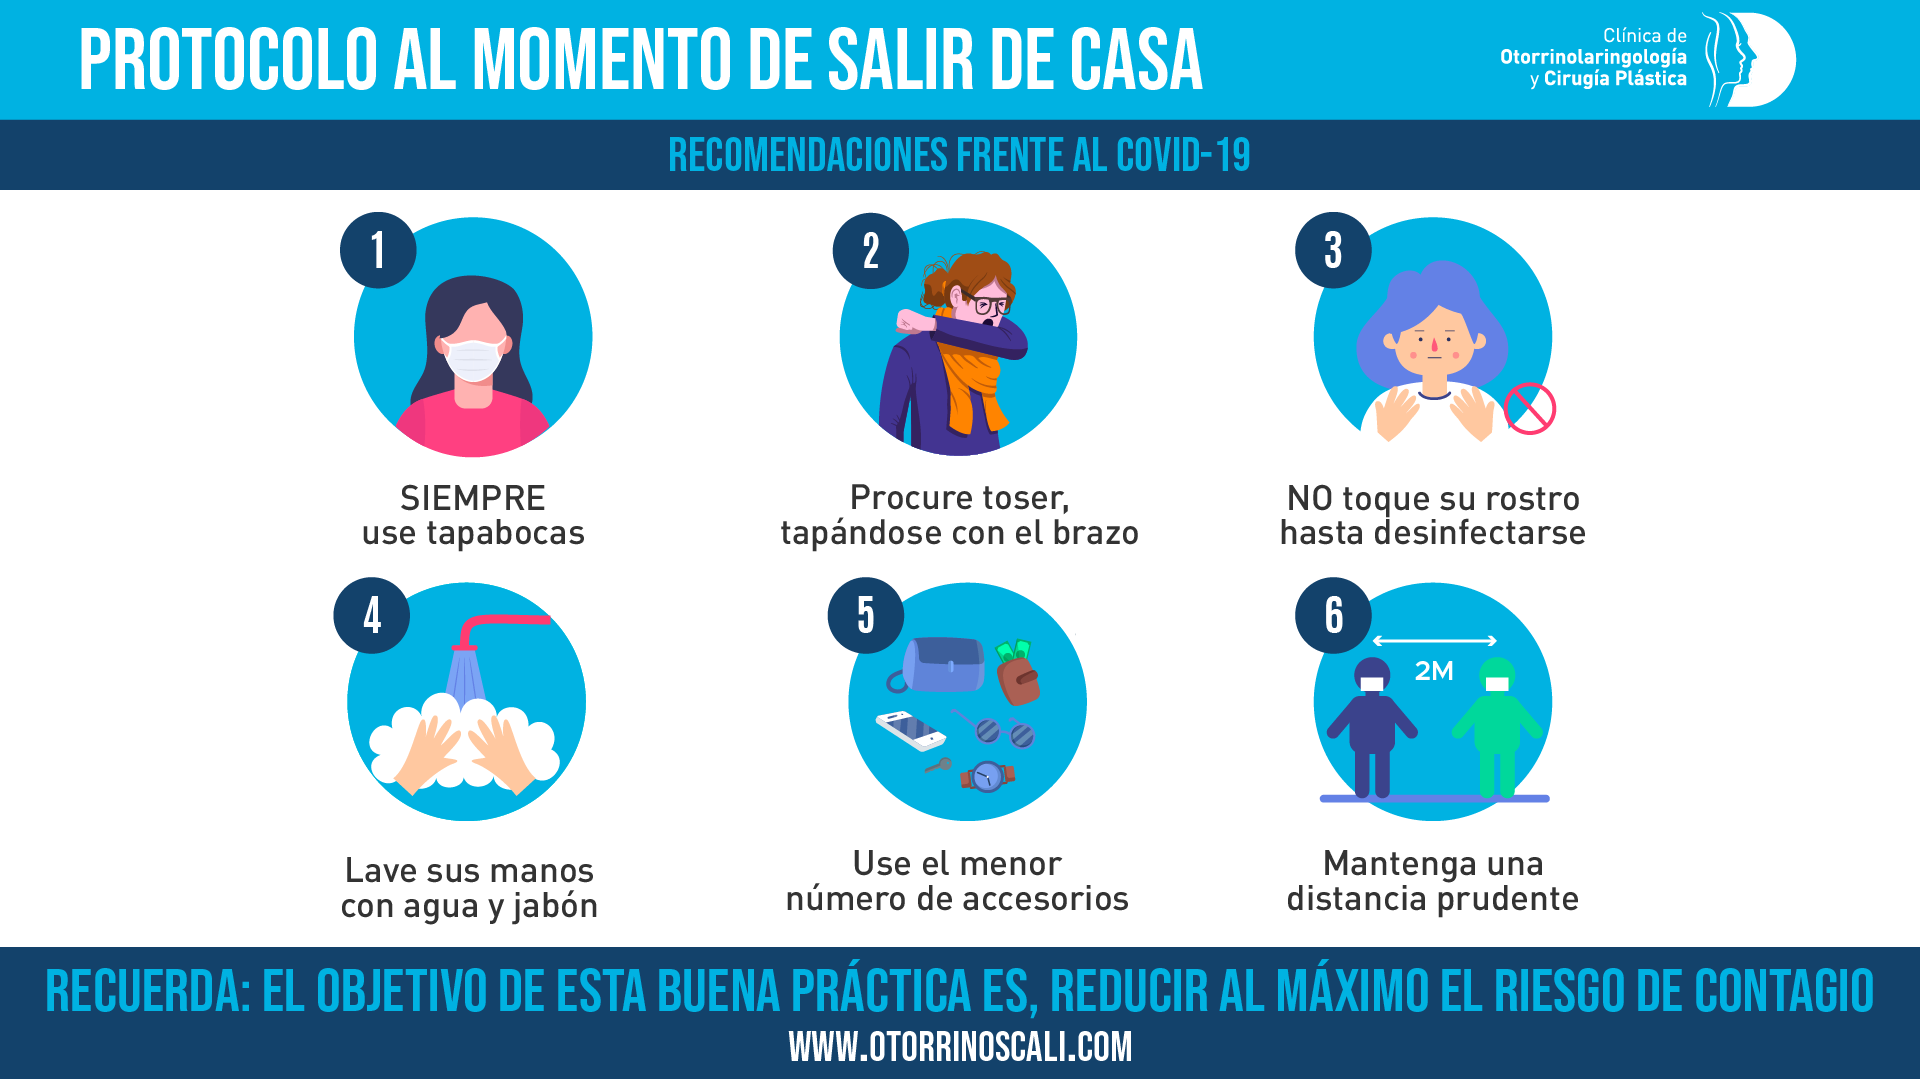 PROTOCOLO AL MOMENTO DE SALIR DE CASA
Clínica de
Otorrinolaringología
y Cirugía Plástica
RECOMENDACIONES FRENTE AL COVID-19
1
SIEMPRE
use tapabocas
2
Procure toser,
tapándose con el brazo
3
NO toque su rostro
hasta desinfectarse
4
Lave sus manos
con agua y jabón
5
Use el menor
número de accesorios
6
2M
Mantenga una
distancia prudente
RECUERDA: EL OBJETIVO DE ESTA BUENA PRÁCTICA ES, REDUCIR AL MÁXIMO EL RIESGO DE CONTAGIO
WWW.OTORRINOSCALI.COM